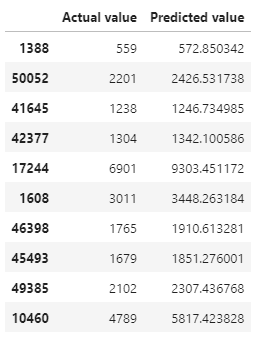 Actual value Predicted value
1388 559 572.850342
50052 2201 2426.531738
41645 1238 1246.734985
42377 1304 1342.100586
17244 6901 9303.451172
1608 3011 3448.263184
46398 1765 1910.613281
45493 1679 1851.276001
49385 2102 2307.436768
10460 4789 5817.423828